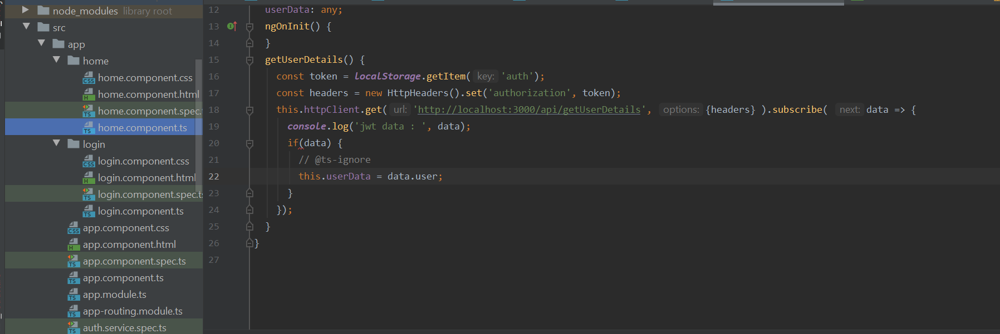 node_modules library root
src
app
home
home.component.css
home.component.html
home.component.spec.
home.component.ts
login
login.component.css
login.component.html
login.component.spec.ts
login.component.ts
app.component.css
app.component.html
app.component.spec.ts
app.component.ts
app.module.ts
app-routing.module.ts
auth.service.spec.ts
12 userData: any;
13 ngOnInit() {
14 }
15 getUserDetails() {
16 const token = localStorage.getItem( key: 'auth');
17 const headers = new HttpHeaders().set('authorization', token);
18 this.httpClient.get( url: 'http://localhost:3000/api/getUserDetails', options: {headers} ).subscribe( next: data => {
19 console.log('jwt data : ', data);
20 if(data) {
21 // @ts-ignore
22 this.userData = data.user;
23 }
24 });
25 }
26 }
27